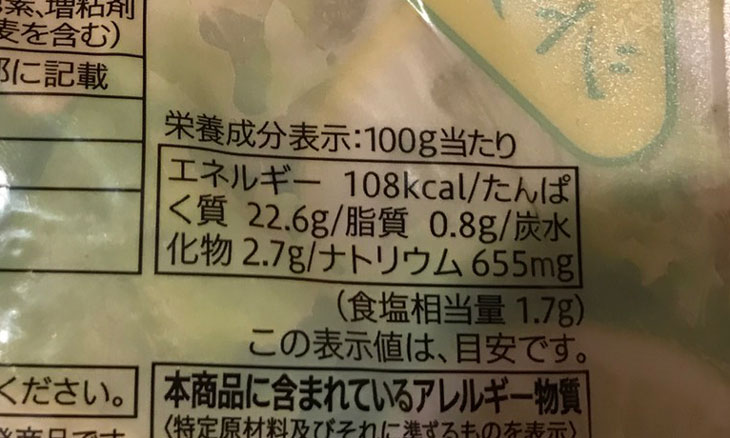 素、増粘剤
麦を含む）
部に記載
栄養成分表示：100g当たり
エネルギー 108kcal/たんぱ
く質 22.6g/脂質 0.8g/炭水
化物 2.7g/ナトリウム 655mg
（食塩相当量 1.7g）
この表示値は、目安です。
ください。
本商品に含まれているアレルギー物質
〈特定原材料及びそれに準ずるものを表示〉
発商品です